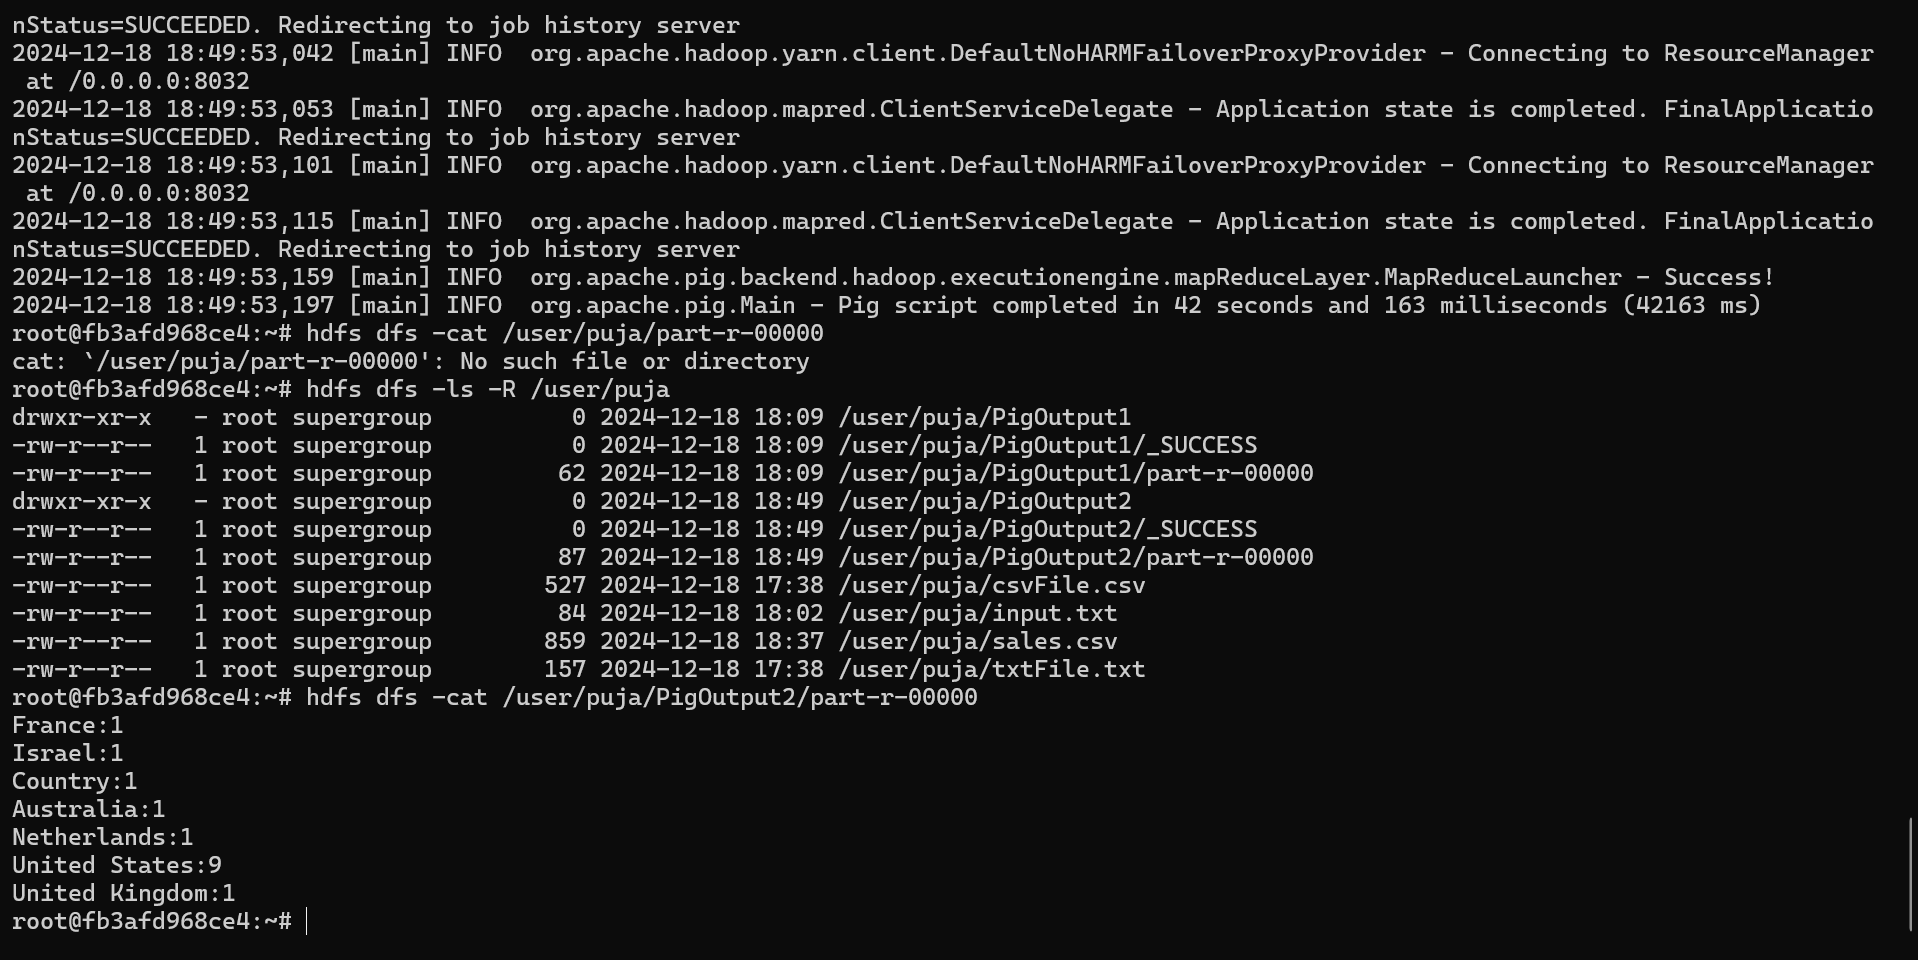 nStatus=SUCCEEDED. Redirecting to job history server
2024-12-18 18:49:53,042 [main] INFO  org.apache.hadoop.yarn.client.DefaultNoHARMFailoverProxyProvider - Connecting to ResourceManager
 at /0.0.0.0:8032
2024-12-18 18:49:53,053 [main] INFO  org.apache.hadoop.mapred.ClientServiceDelegate - Application state is completed. FinalApplicatio
nStatus=SUCCEEDED. Redirecting to job history server
2024-12-18 18:49:53,101 [main] INFO  org.apache.hadoop.yarn.client.DefaultNoHARMFailoverProxyProvider - Connecting to ResourceManager
 at /0.0.0.0:8032
2024-12-18 18:49:53,115 [main] INFO  org.apache.hadoop.mapred.ClientServiceDelegate - Application state is completed. FinalApplicatio
nStatus=SUCCEEDED. Redirecting to job history server
2024-12-18 18:49:53,159 [main] INFO  org.apache.pig.backend.hadoop.executionengine.mapReduceLayer.MapReduceLauncher - Success!
2024-12-18 18:49:53,197 [main] INFO  org.apache.pig.Main - Pig script completed in 42 seconds and 163 milliseconds (42163 ms)
root@fb3afd968ce4:~# hdfs dfs -cat /user/puja/part-r-00000
cat: `/user/puja/part-r-00000': No such file or directory
root@fb3afd968ce4:~# hdfs dfs -ls -R /user/puja
drwxr-xr-x   - root supergroup          0 2024-12-18 18:09 /user/puja/PigOutput1
-rw-r--r--   1 root supergroup          0 2024-12-18 18:09 /user/puja/PigOutput1/_SUCCESS
-rw-r--r--   1 root supergroup         62 2024-12-18 18:09 /user/puja/PigOutput1/part-r-00000
drwxr-xr-x   - root supergroup          0 2024-12-18 18:49 /user/puja/PigOutput2
-rw-r--r--   1 root supergroup          0 2024-12-18 18:49 /user/puja/PigOutput2/_SUCCESS
-rw-r--r--   1 root supergroup         87 2024-12-18 18:49 /user/puja/PigOutput2/part-r-00000
-rw-r--r--   1 root supergroup        527 2024-12-18 17:38 /user/puja/csvFile.csv
-rw-r--r--   1 root supergroup         84 2024-12-18 18:02 /user/puja/input.txt
-rw-r--r--   1 root supergroup        859 2024-12-18 18:37 /user/puja/sales.csv
-rw-r--r--   1 root supergroup        157 2024-12-18 17:38 /user/puja/txtFile.txt
root@fb3afd968ce4:~# hdfs dfs -cat /user/puja/PigOutput2/part-r-00000
France:1
Israel:1
Country:1
Australia:1
Netherlands:1
United States:9
United Kingdom:1
root@fb3afd968ce4:~#